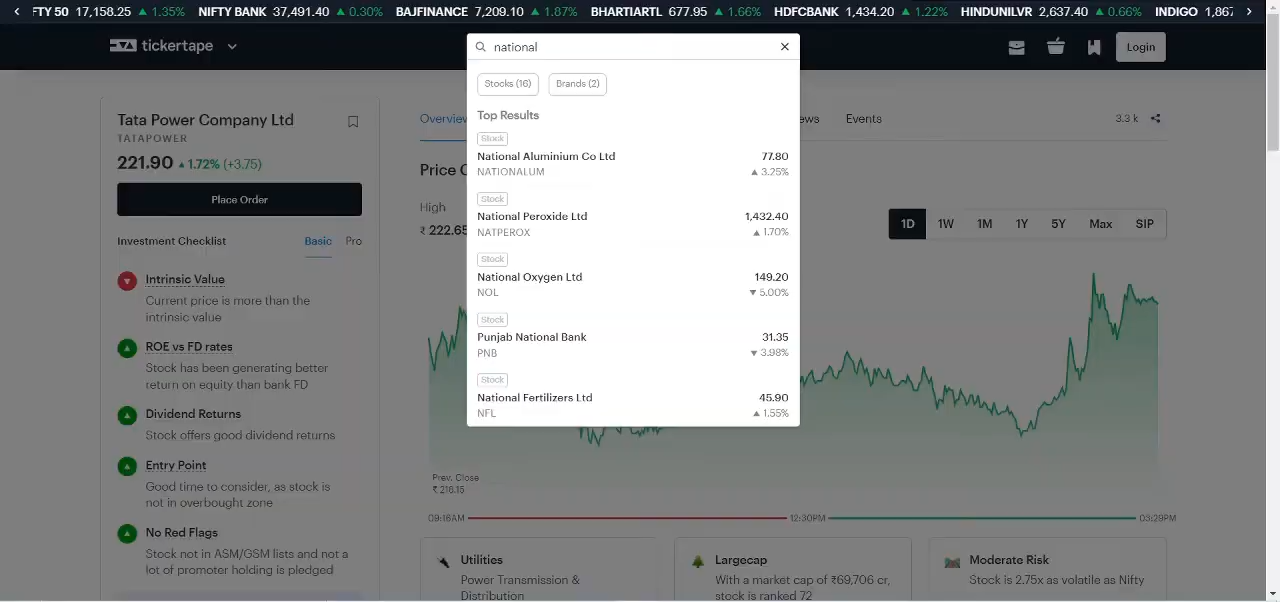 FTY 50 17,158.25 ▲ 1.35% NIFTY BANK 37,491.40 ▲ 0.30% BAJFINANCE 7,209.10 ▲ 1.87% BHARTIARTL 677.95 ▲ 1.66% HDFCBANK 1,434.20 ▲ 1.22% HINDUNILVR 2,637.40 ▲ 0.66% INDIGO 1,867
tickertape
national
Login
Stocks (16) Brands (2)
Top Results
Stock
National Aluminium Co Ltd 77.80
NATIONALUM ▲ 3.25%
Stock
National Peroxide Ltd 1,432.40
NATPEROX ▲ 1.70%
Stock
National Oxygen Ltd 149.20
NOL ▼ 5.00%
Stock
Punjab National Bank 31.35
PNB ▼ 3.98%
Stock
National Fertilizers Ltd 45.90
NFL ▲ 1.55%
Tata Power Company Ltd
TATAPOWER
221.90 ▲ 1.72% (+3.75)
Place Order
Investment Checklist Basic Pro
Intrinsic Value
Current price is more than the
intrinsic value
ROE vs FD rates
Stock has been generating better
return on equity than bank FD
Dividend Returns
Stock offers good dividend returns
Entry Point
Good time to consider, as stock is
not in overbought zone
No Red Flags
Stock not in ASM/GSM lists and not a
lot of promoter holding is pledged
Overview ews Events 3.3 k
Price C
High
₹ 222.65
1D 1W 1M 1Y 5Y Max SIP
Prev. Close
₹ 218.15
09:16AM 12:30PM 03:29PM
Utilities
Power Transmission &
Distribution
Largecap
With a market cap of ₹69,706 cr,
stock is ranked 72
Moderate Risk
Stock is 2.75x as volatile as Nifty